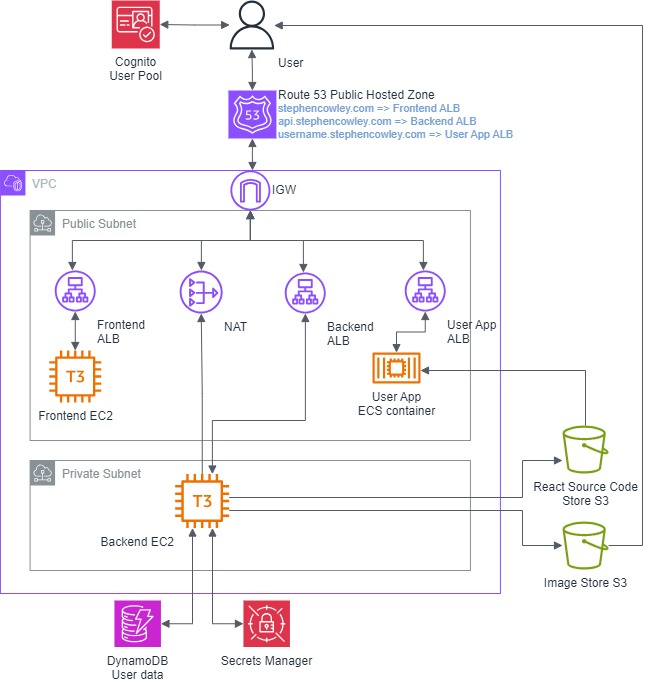 Cognito
User Pool
User
Route 53 Public Hosted Zone
stephencowley.com => Frontend ALB
api.stephencowley.com => Backend ALB
username.stephencowley.com => User App ALB
53
VPC
IGW
Public Subnet
Frontend
ALB
NAT
Backend
ALB
User App
ALB
T3
Frontend EC2
User App
ECS container
Private Subnet
T3
Backend EC2
React Source Code
Store S3
Image Store S3
DynamoDB
User data
Secrets Manager